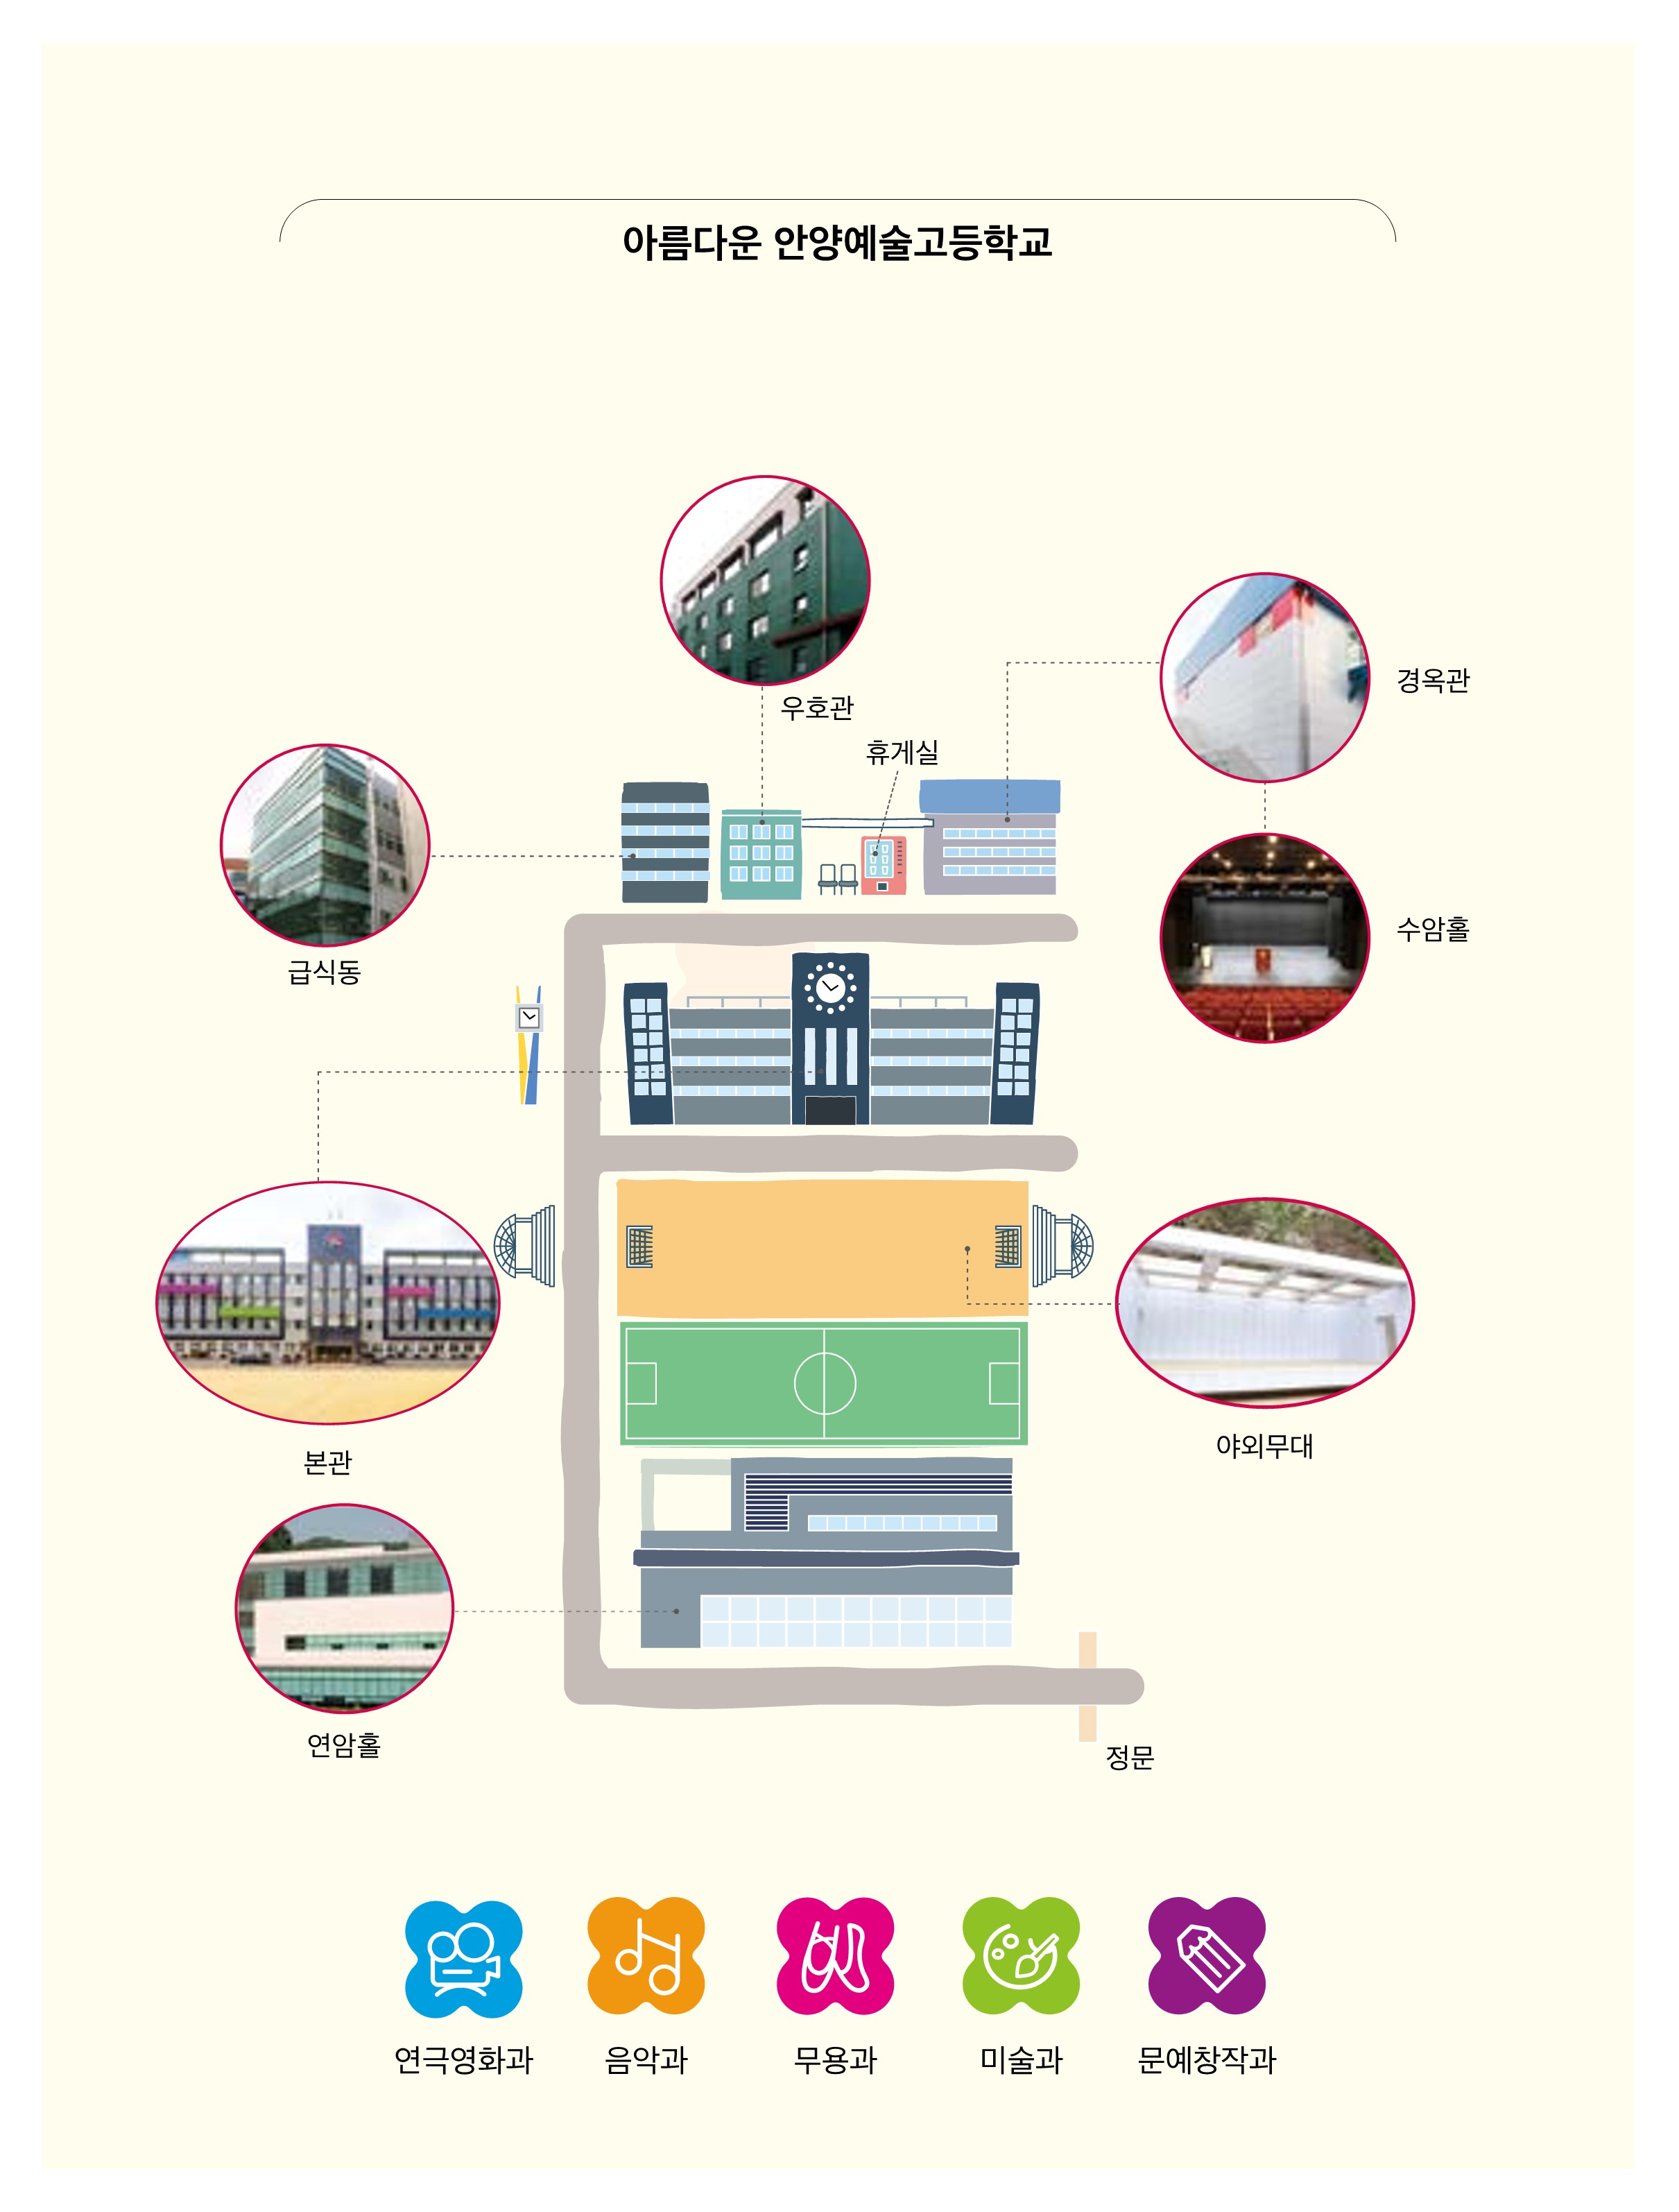 아름다운 안양예술고등학교
우호관
경옥관
휴게실
수암홀
급식동
본관
야외무대
연암홀
정문
연극영화과
음악과
무용과
미술과
문예창작과